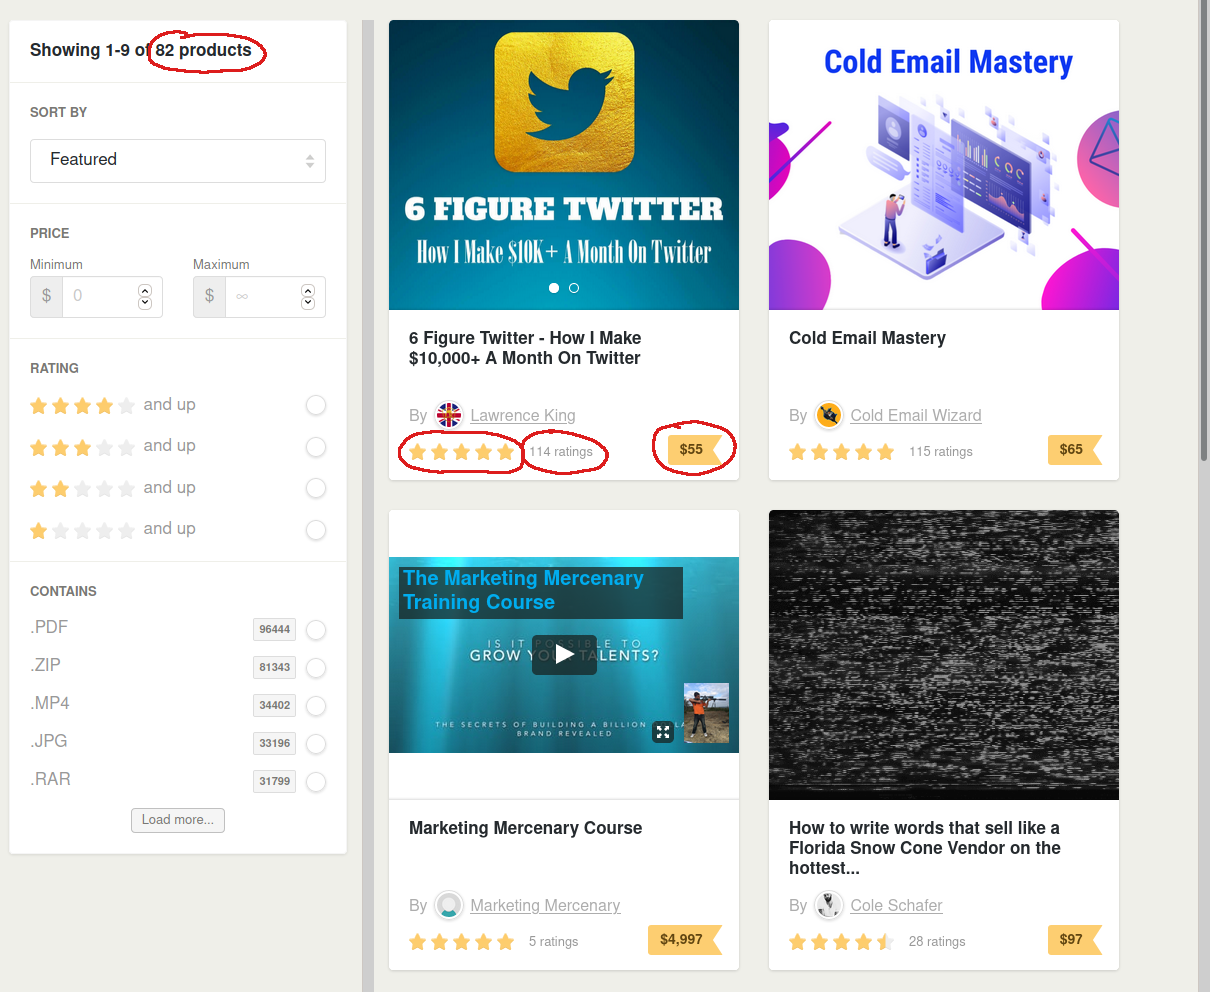 Showing 1-9 of 82 products
SORT BY
Featured
PRICE
Minimum
Maximum
$ 0
$ ∞
RATING
and up
and up
and up
and up
CONTAINS
.PDF 96444
.ZIP 81343
.MP4 34402
.JPG 33196
.RAR 31799
Load more...
6 FIGURE TWITTER
How I Make $10K+ A Month On Twitter
6 Figure Twitter - How I Make
$10,000+ A Month On Twitter
By Lawrence King
114 ratings
$55
Cold Email Mastery
Cold Email Mastery
By Cold Email Wizard
115 ratings
$65
The Marketing Mercenary
Training Course
IS IT POSSIBLE TO
GROW YOUR TALENTS?
THE SECRETS OF BUILDING A BILLION
BRAND REVEALED
Marketing Mercenary Course
By Marketing Mercenary
5 ratings
$4,997
How to write words that sell like a
Florida Snow Cone Vendor on the
hottest...
By Cole Schafer
28 ratings
$97